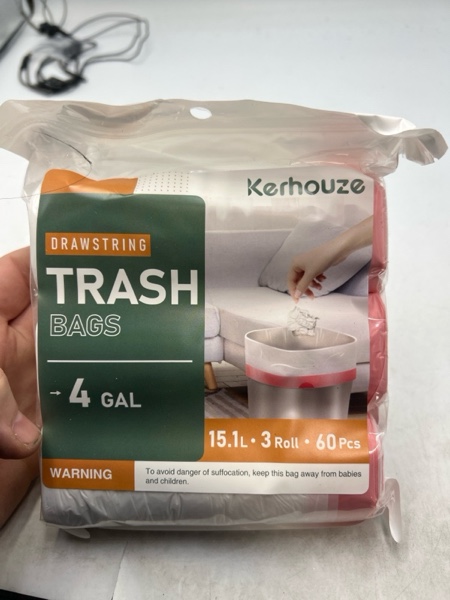 Kerhouze
DRAWSTRING
TRASH
BAGS
→ 4 GAL
15.1L • 3 Roll • 60 Pcs
WARNING
To avoid danger of suffocation, keep this bag away from babies
and children.